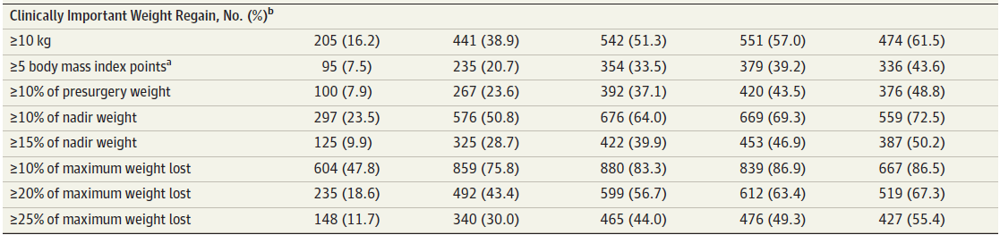 Clinically Important Weight Regain, No. (%)b
≥10 kg 205 (16.2) 441 (38.9) 542 (51.3) 551 (57.0) 474 (61.5)
≥5 body mass index pointsa 95 (7.5) 235 (20.7) 354 (33.5) 379 (39.2) 336 (43.6)
≥10% of presurgery weight 100 (7.9) 267 (23.6) 392 (37.1) 420 (43.5) 376 (48.8)
≥10% of nadir weight 297 (23.5) 576 (50.8) 676 (64.0) 669 (69.3) 559 (72.5)
≥15% of nadir weight 125 (9.9) 325 (28.7) 422 (39.9) 453 (46.9) 387 (50.2)
≥10% of maximum weight lost 604 (47.8) 859 (75.8) 880 (83.3) 839 (86.9) 667 (86.5)
≥20% of maximum weight lost 235 (18.6) 492 (43.4) 599 (56.7) 612 (63.4) 519 (67.3)
≥25% of maximum weight lost 148 (11.7) 340 (30.0) 465 (44.0) 476 (49.3) 427 (55.4)